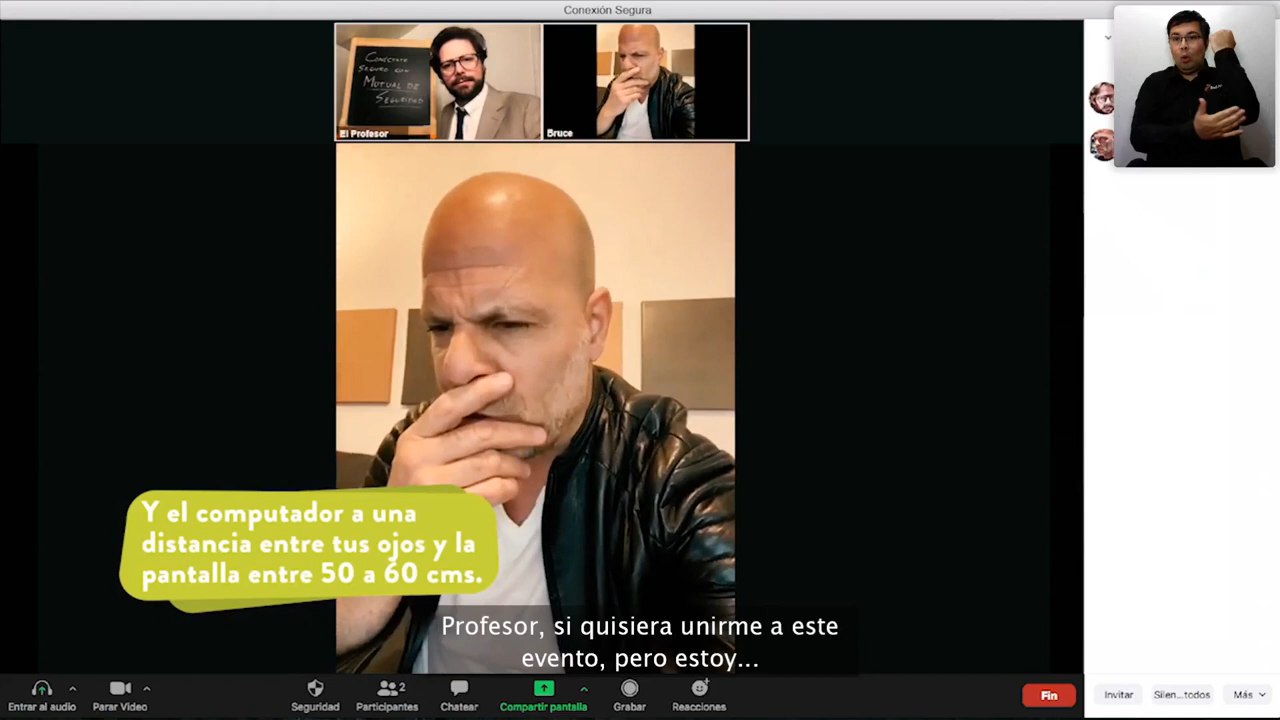 Conexión Segura
CONÉCTATE
SEGURO CON
MUTUAL DE
SEGURIDAD
El Profesor
Bruce
Y el computador a una
distancia entre tus ojos y la
pantalla entre 50 a 60 cms.
Profesor, si quisiera unirme a este
evento, pero estoy...
Entrar al audio
Parar Video
Seguridad
2
Participantes
Chatear
Compartir pantalla
Grabar
Reacciones
Fin
Invitar
Silen...todos
Más